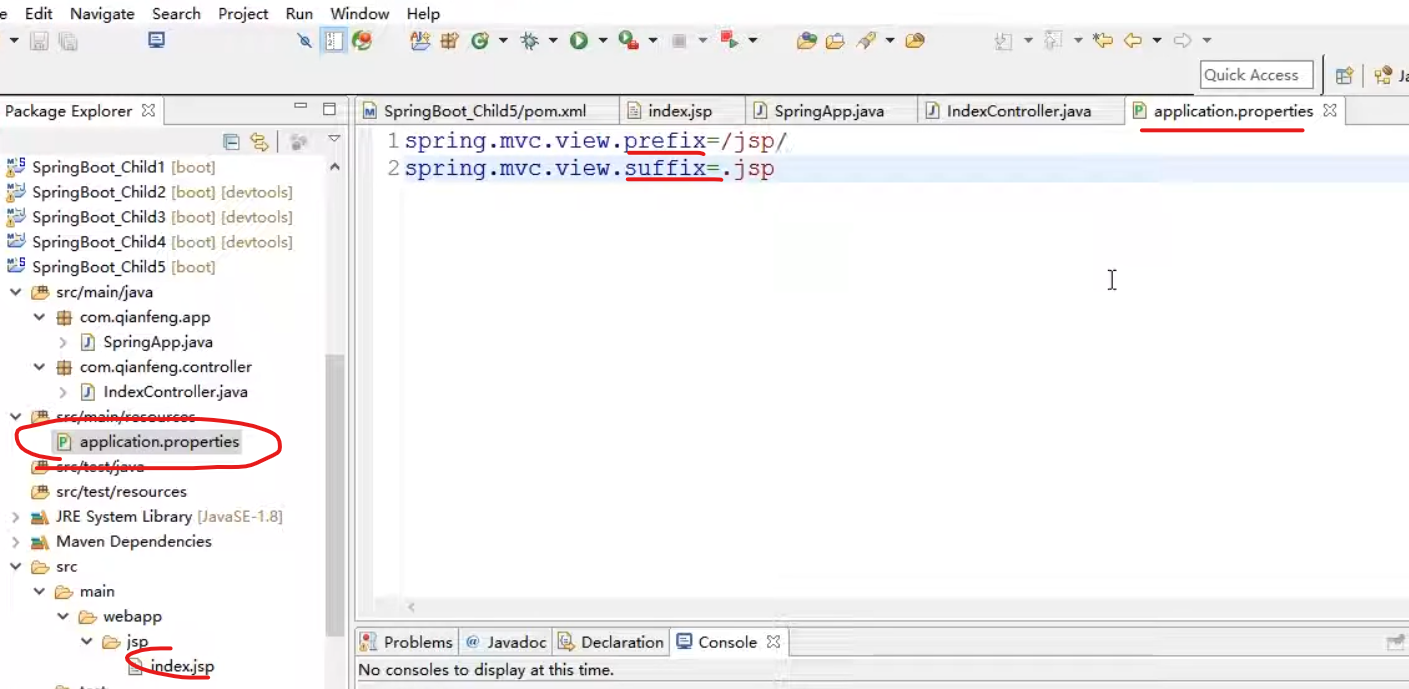 e Edit Navigate Search Project Run Window Help
Quick Access
Ja
Package Explorer
SpringBoot_Child1 [boot]
SpringBoot_Child2 [boot] [devtools]
SpringBoot_Child3 [boot] [devtools]
SpringBoot_Child4 [boot] [devtools]
SpringBoot_Child5 [boot]
src/main/java
com.qianfeng.app
SpringApp.java
com.qianfeng.controller
IndexController.java
src/main/resources
application.properties
src/test/java
src/test/resources
JRE System Library [JavaSE-1.8]
Maven Dependencies
src
main
webapp
jsp
index.jsp
SpringBoot_Child5/pom.xml index.jsp SpringApp.java IndexController.java application.properties
1 spring.mvc.view.prefix=/jsp/
2 spring.mvc.view.suffix=.jsp
Problems @ Javadoc Declaration Console
No consoles to display at this time.